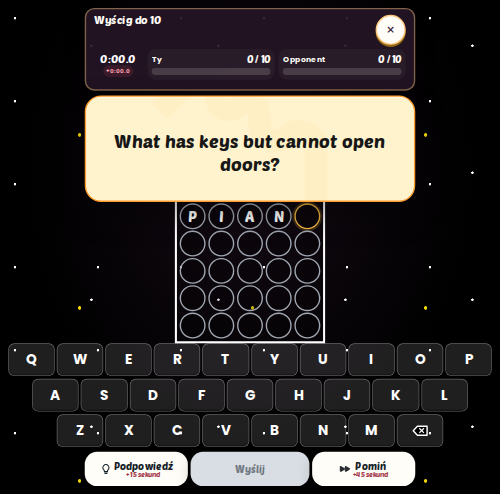 Wyścig do 10
×
0:00.0
+0:00.0
Ty 0/10
Opponent 0/10
What has keys but cannot open
doors?
P I A N
Q W E R T Y U I O P
A S D F G H J K L
Z X C V B N M
Podpowiedź
+15 sekund
Wyślij
Pomiń
+45 sekund